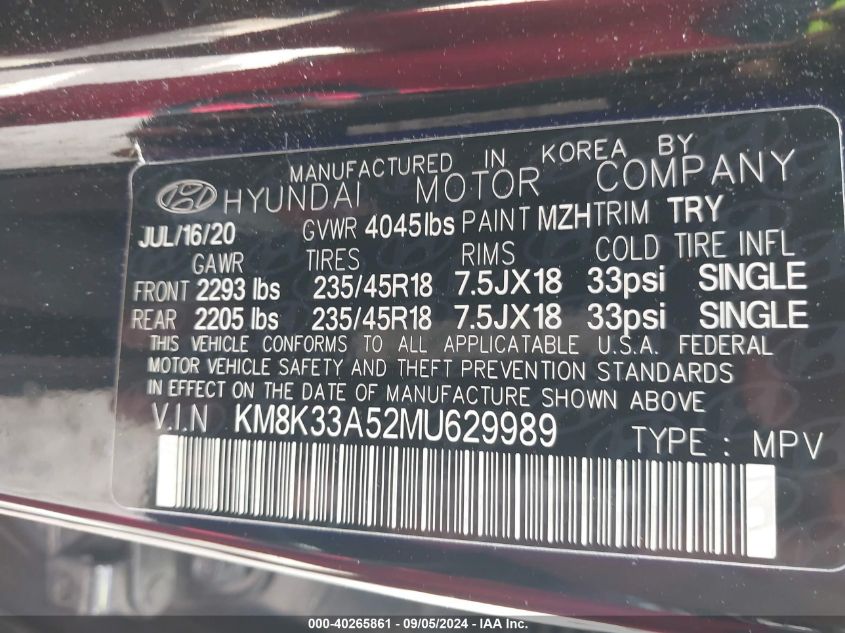 MANUFACTURED IN KOREA BY
HYUNDAI MOTOR COMPANY
JUL/16/20 GVWR 4045lbs PAINT MZH TRIM TRY
GAWR TIRES RIMS COLD TIRE INFL
FRONT 2293 lbs 235/45R18 7.5JX18 33psi SINGLE
REAR 2205 lbs 235/45R18 7.5JX18 33psi SINGLE
THIS VEHICLE CONFORMS TO ALL APPLICATABLE U.S.A. FEDERAL
MOTOR VEHICLE SAFETY AND THEFT PREVENTION STANDARDS
IN EFFECT ON THE DATE OF MANUFACTURE SHOWN ABOVE.
V.I.N KM8K33A52MU629989 TYPE : MPV
000-40265861 - 09/05/2024 - IAA Inc.